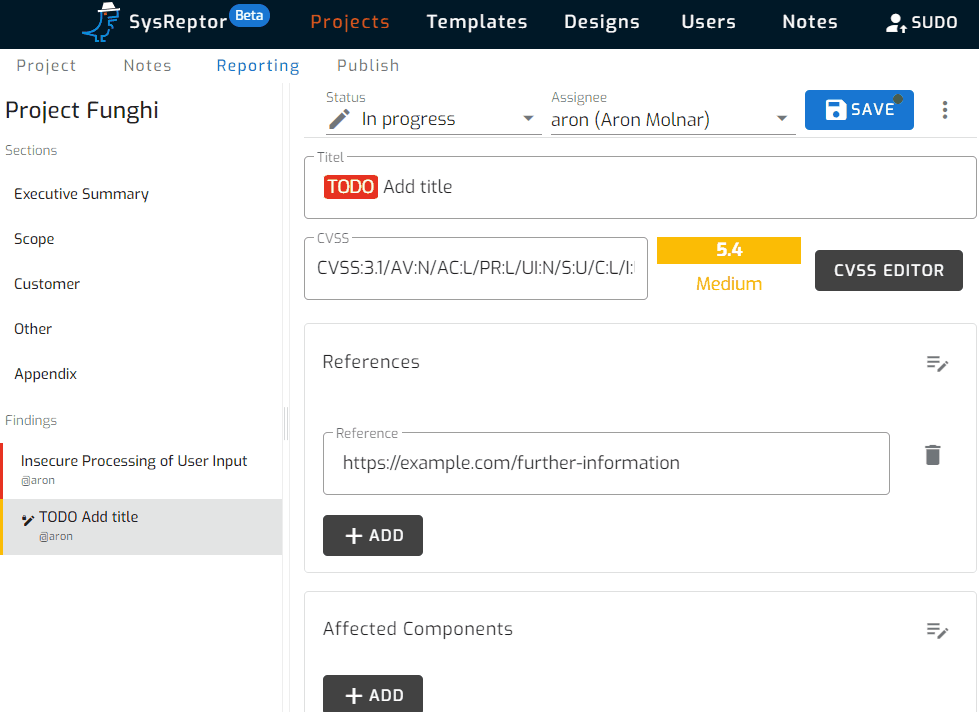 SysReptor Beta Projects Templates Designs Users Notes SUDO
Project Notes Reporting Publish
Project Funghi
Sections
Executive Summary
Scope
Customer
Other
Appendix
Findings
Insecure Processing of User Input
@aron
TODO Add title
@aron
Status
In progress
Assignee
aron (Aron Molnar)
SAVE
Titel
TODO Add title
CVSS
CVSS:3.1/AV:N/AC:L/PR:L/UI:N/S:U/C:L/I:
5.4
Medium
CVSS EDITOR
References
Reference
https://example.com/further-information
ADD
Affected Components
ADD